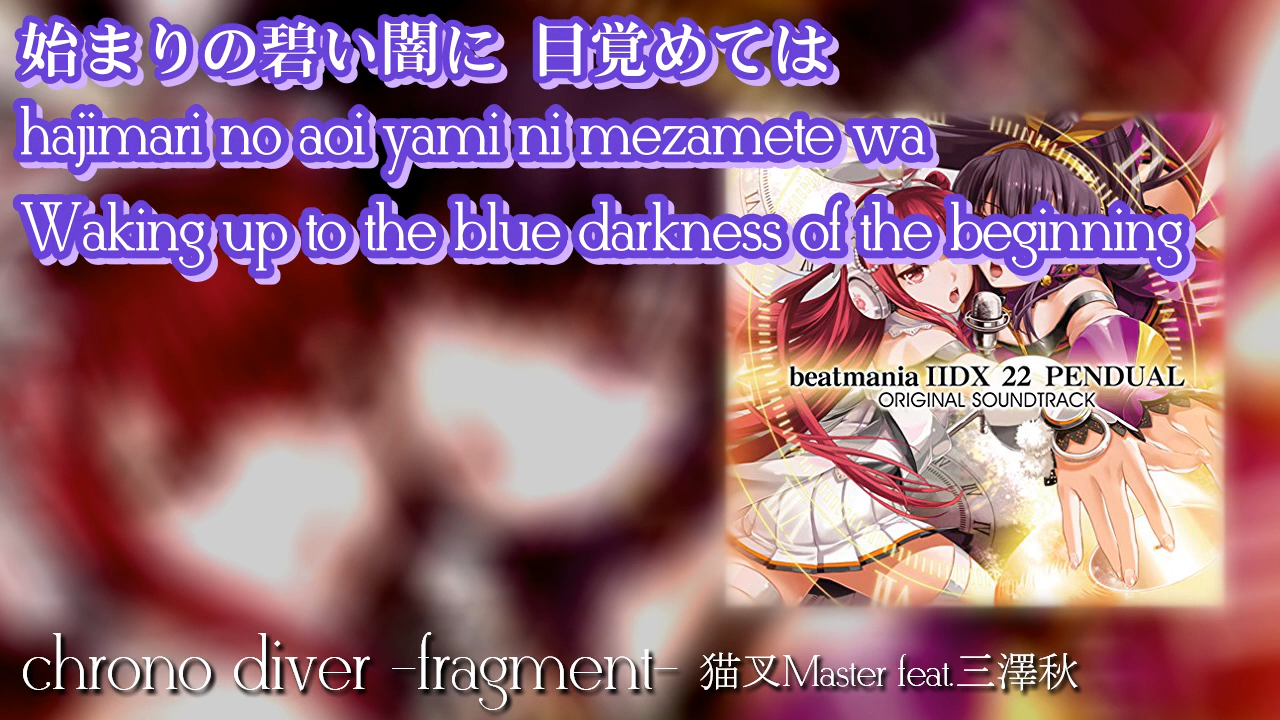 始まりの碧い闇に 目覚めては
hajimari no aoi yami ni mezamete wa
Waking up to the blue darkness of the beginning
beatmania IIDX 22 PENDUAL
ORIGINAL SOUNDTRACK
chrono diver -fragment- 猫叉Master feat.三澤秋